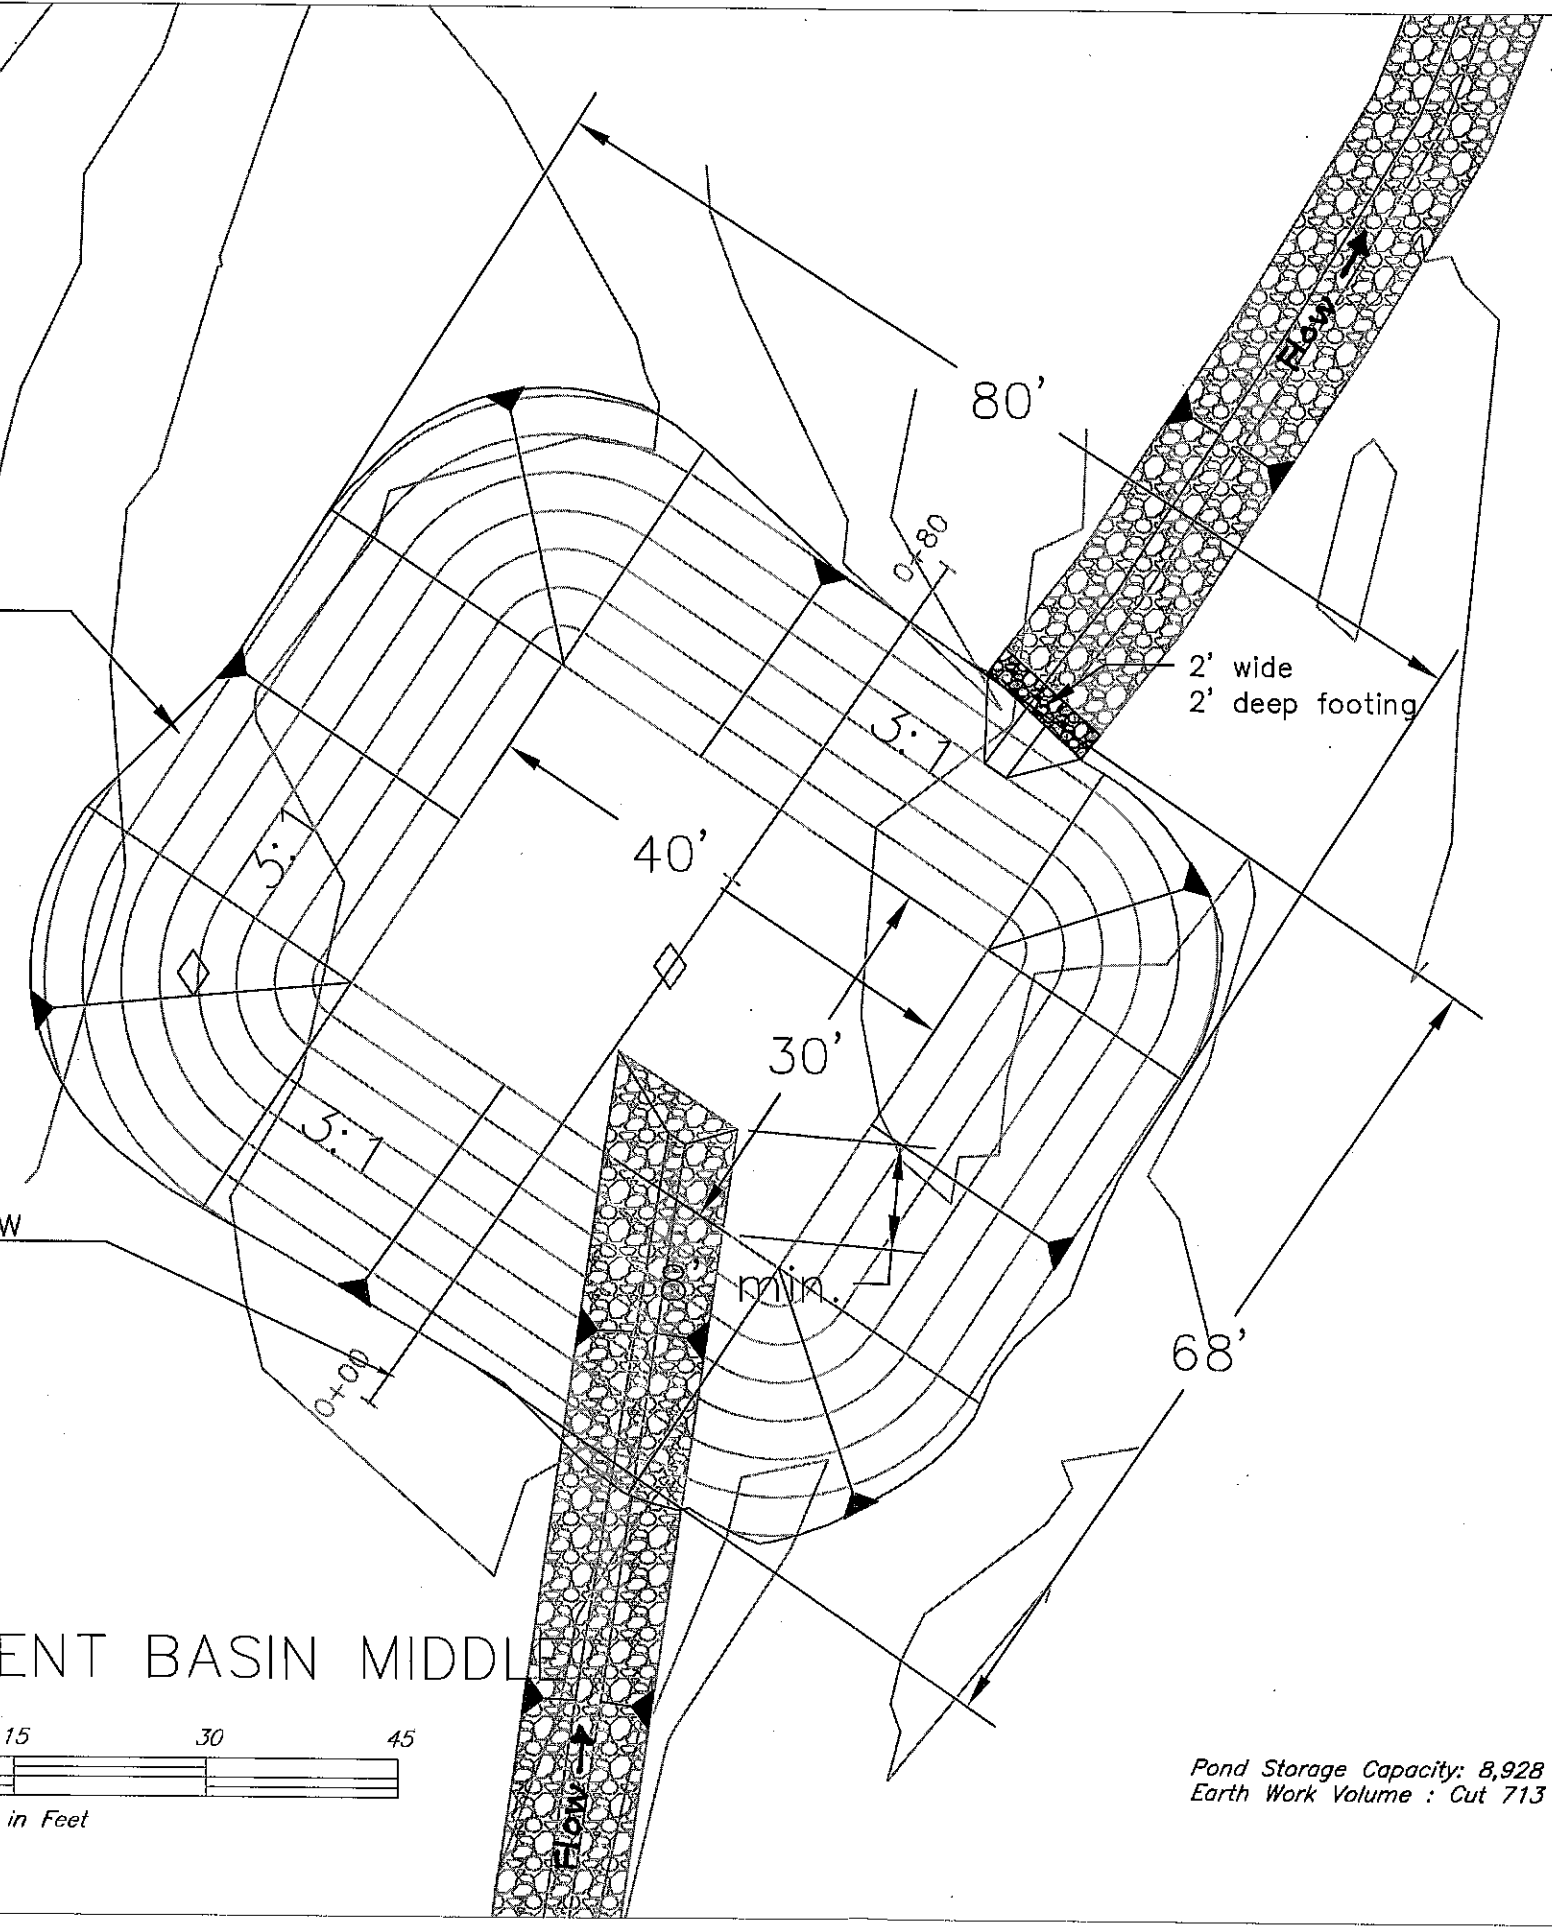 Flow
80'
0+80
2' wide
2' deep footing
3:1
40'
3:1
30'
3:1
W
min.
68'
0+00
ENT BASIN MIDDLE
15 30 45
in Feet
Flow
Pond Storage Capacity: 8,928
Earth Work Volume : Cut 713